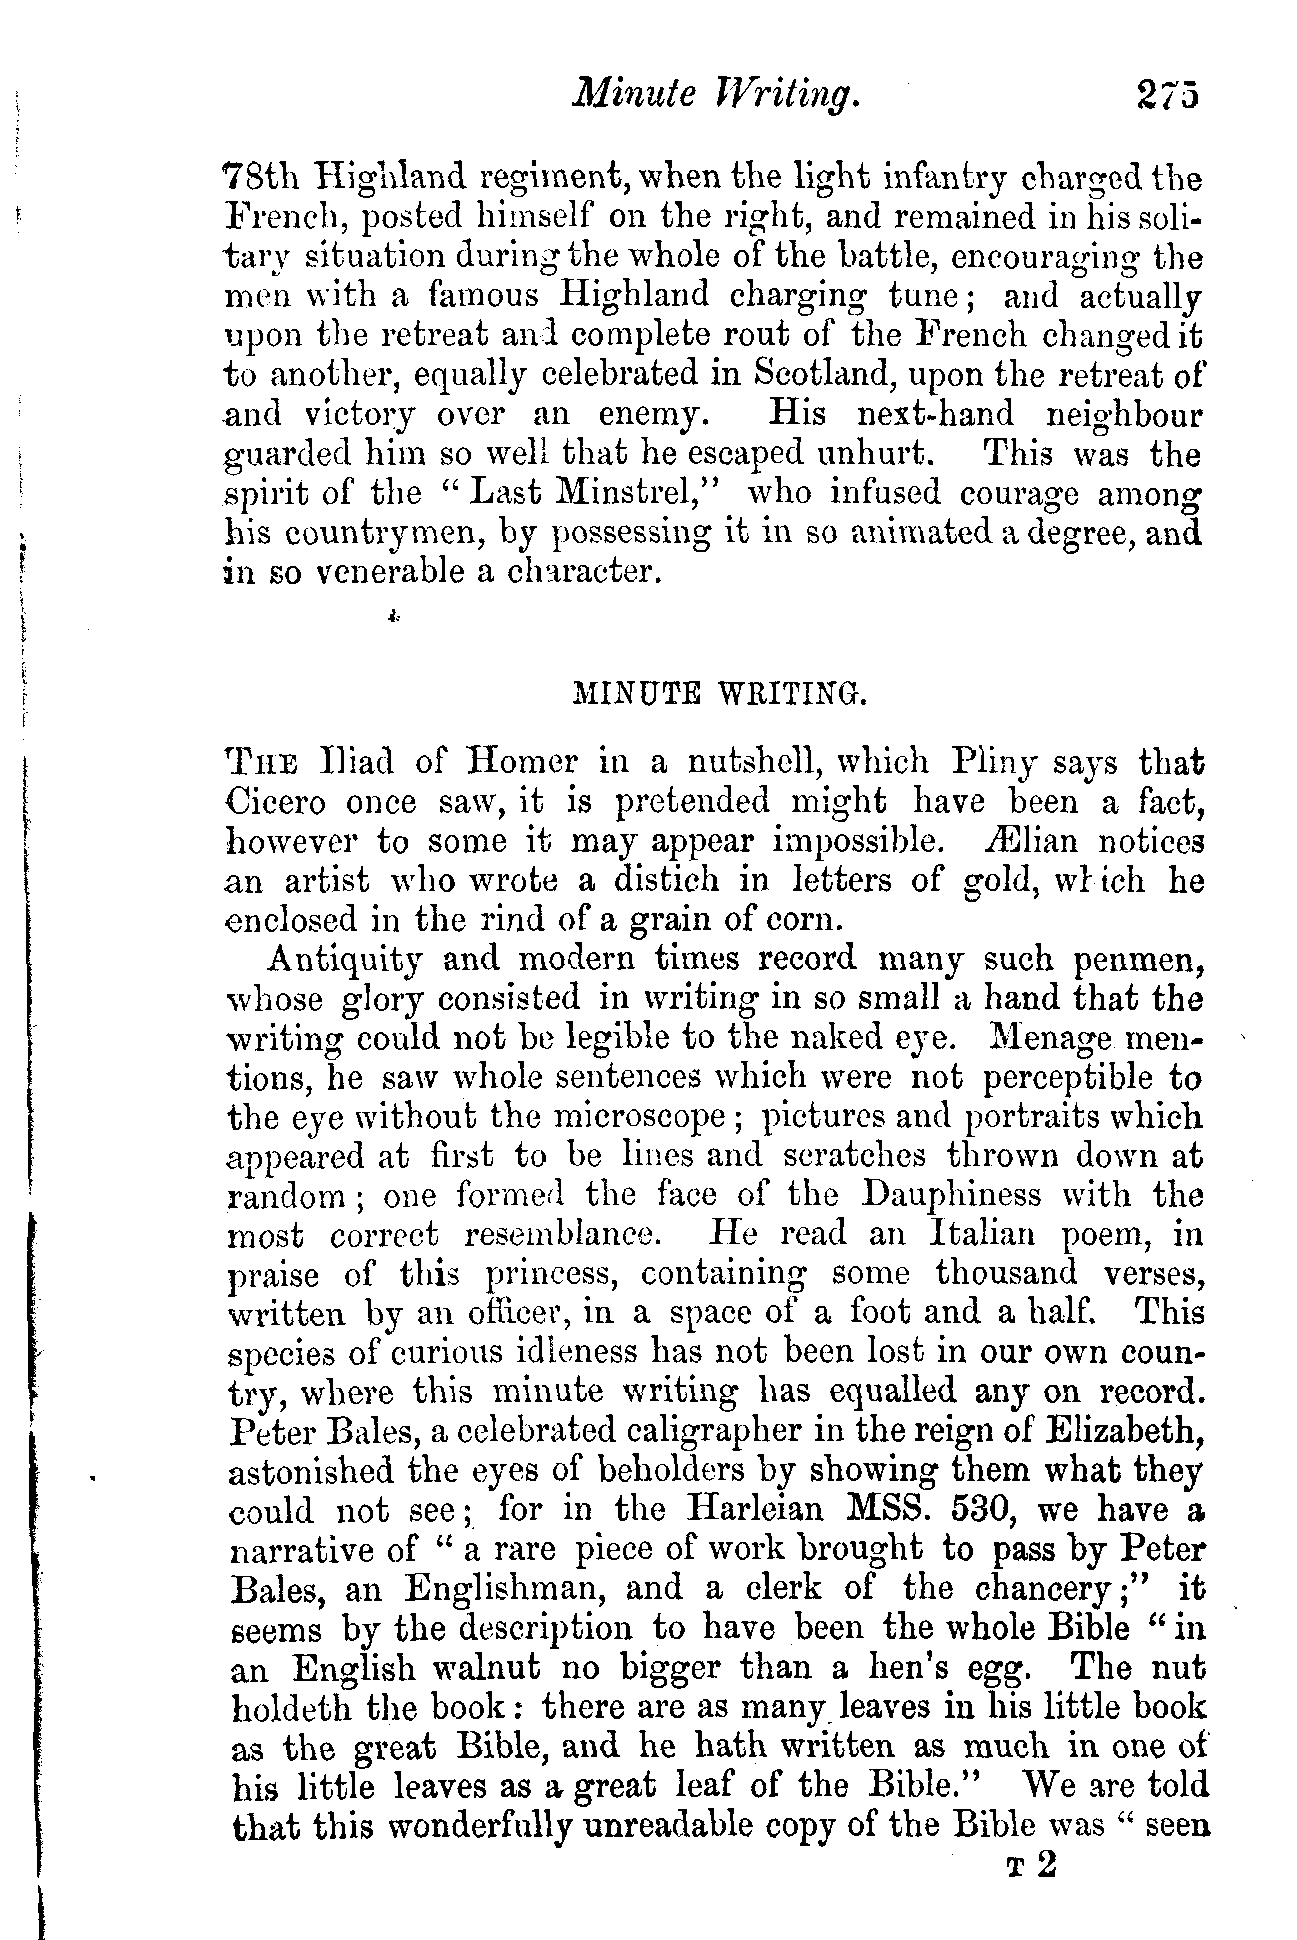 Minute Writing. 275
78th Highland regiment, when the light infantry charged the
French, posted himself on the right, and remained in his soli-
tary situation during the whole of the battle, encouraging the
men with a famous Highland charging tune; and actually
upon the retreat and complete rout of the French changed it
to another, equally celebrated in Scotland, upon the retreat of
and victory over an enemy. His next-hand neighbour
guarded him so well that he escaped unhurt. This was the
spirit of the “Last Minstrel,” who infused courage among
his countrymen, by possessing it in so animated a degree, and
in so venerable a character.
MINUTE WRITING.
THE Iliad of Homer in a nutshell, which Pliny says that
Cicero once saw, it is pretended might have been a fact,
however to some it may appear impossible. Ælian notices
an artist who wrote a distich in letters of gold, which he
enclosed in the rind of a grain of corn.
Antiquity and modern times record many such penmen,
whose glory consisted in writing in so small a hand that the
writing could not be legible to the naked eye. Menage men-
tions, he saw whole sentences which were not perceptible to
the eye without the microscope; pictures and portraits which
appeared at first to be lines and scratches thrown down at
random; one formed the face of the Dauphiness with the
most correct resemblance. He read an Italian poem, in
praise of this princess, containing some thousand verses,
written by an officer, in a space of a foot and a half. This
species of curious idleness has not been lost in our own coun-
try, where this minute writing has equalled any on record.
Peter Bales, a celebrated caligrapher in the reign of Elizabeth,
astonished the eyes of beholders by showing them what they
could not see; for in the Harleian MSS. 530, we have a
narrative of “a rare piece of work brought to pass by Peter
Bales, an Englishman, and a clerk of the chancery;” it
seems by the description to have been the whole Bible “in
an English walnut no bigger than a hen's egg. The nut
holdeth the book: there are as many leaves in his little book
as the great Bible, and he hath written as much in one of
his little leaves as a great leaf of the Bible.” We are told
that this wonderfully unreadable copy of the Bible was “seen
T 2